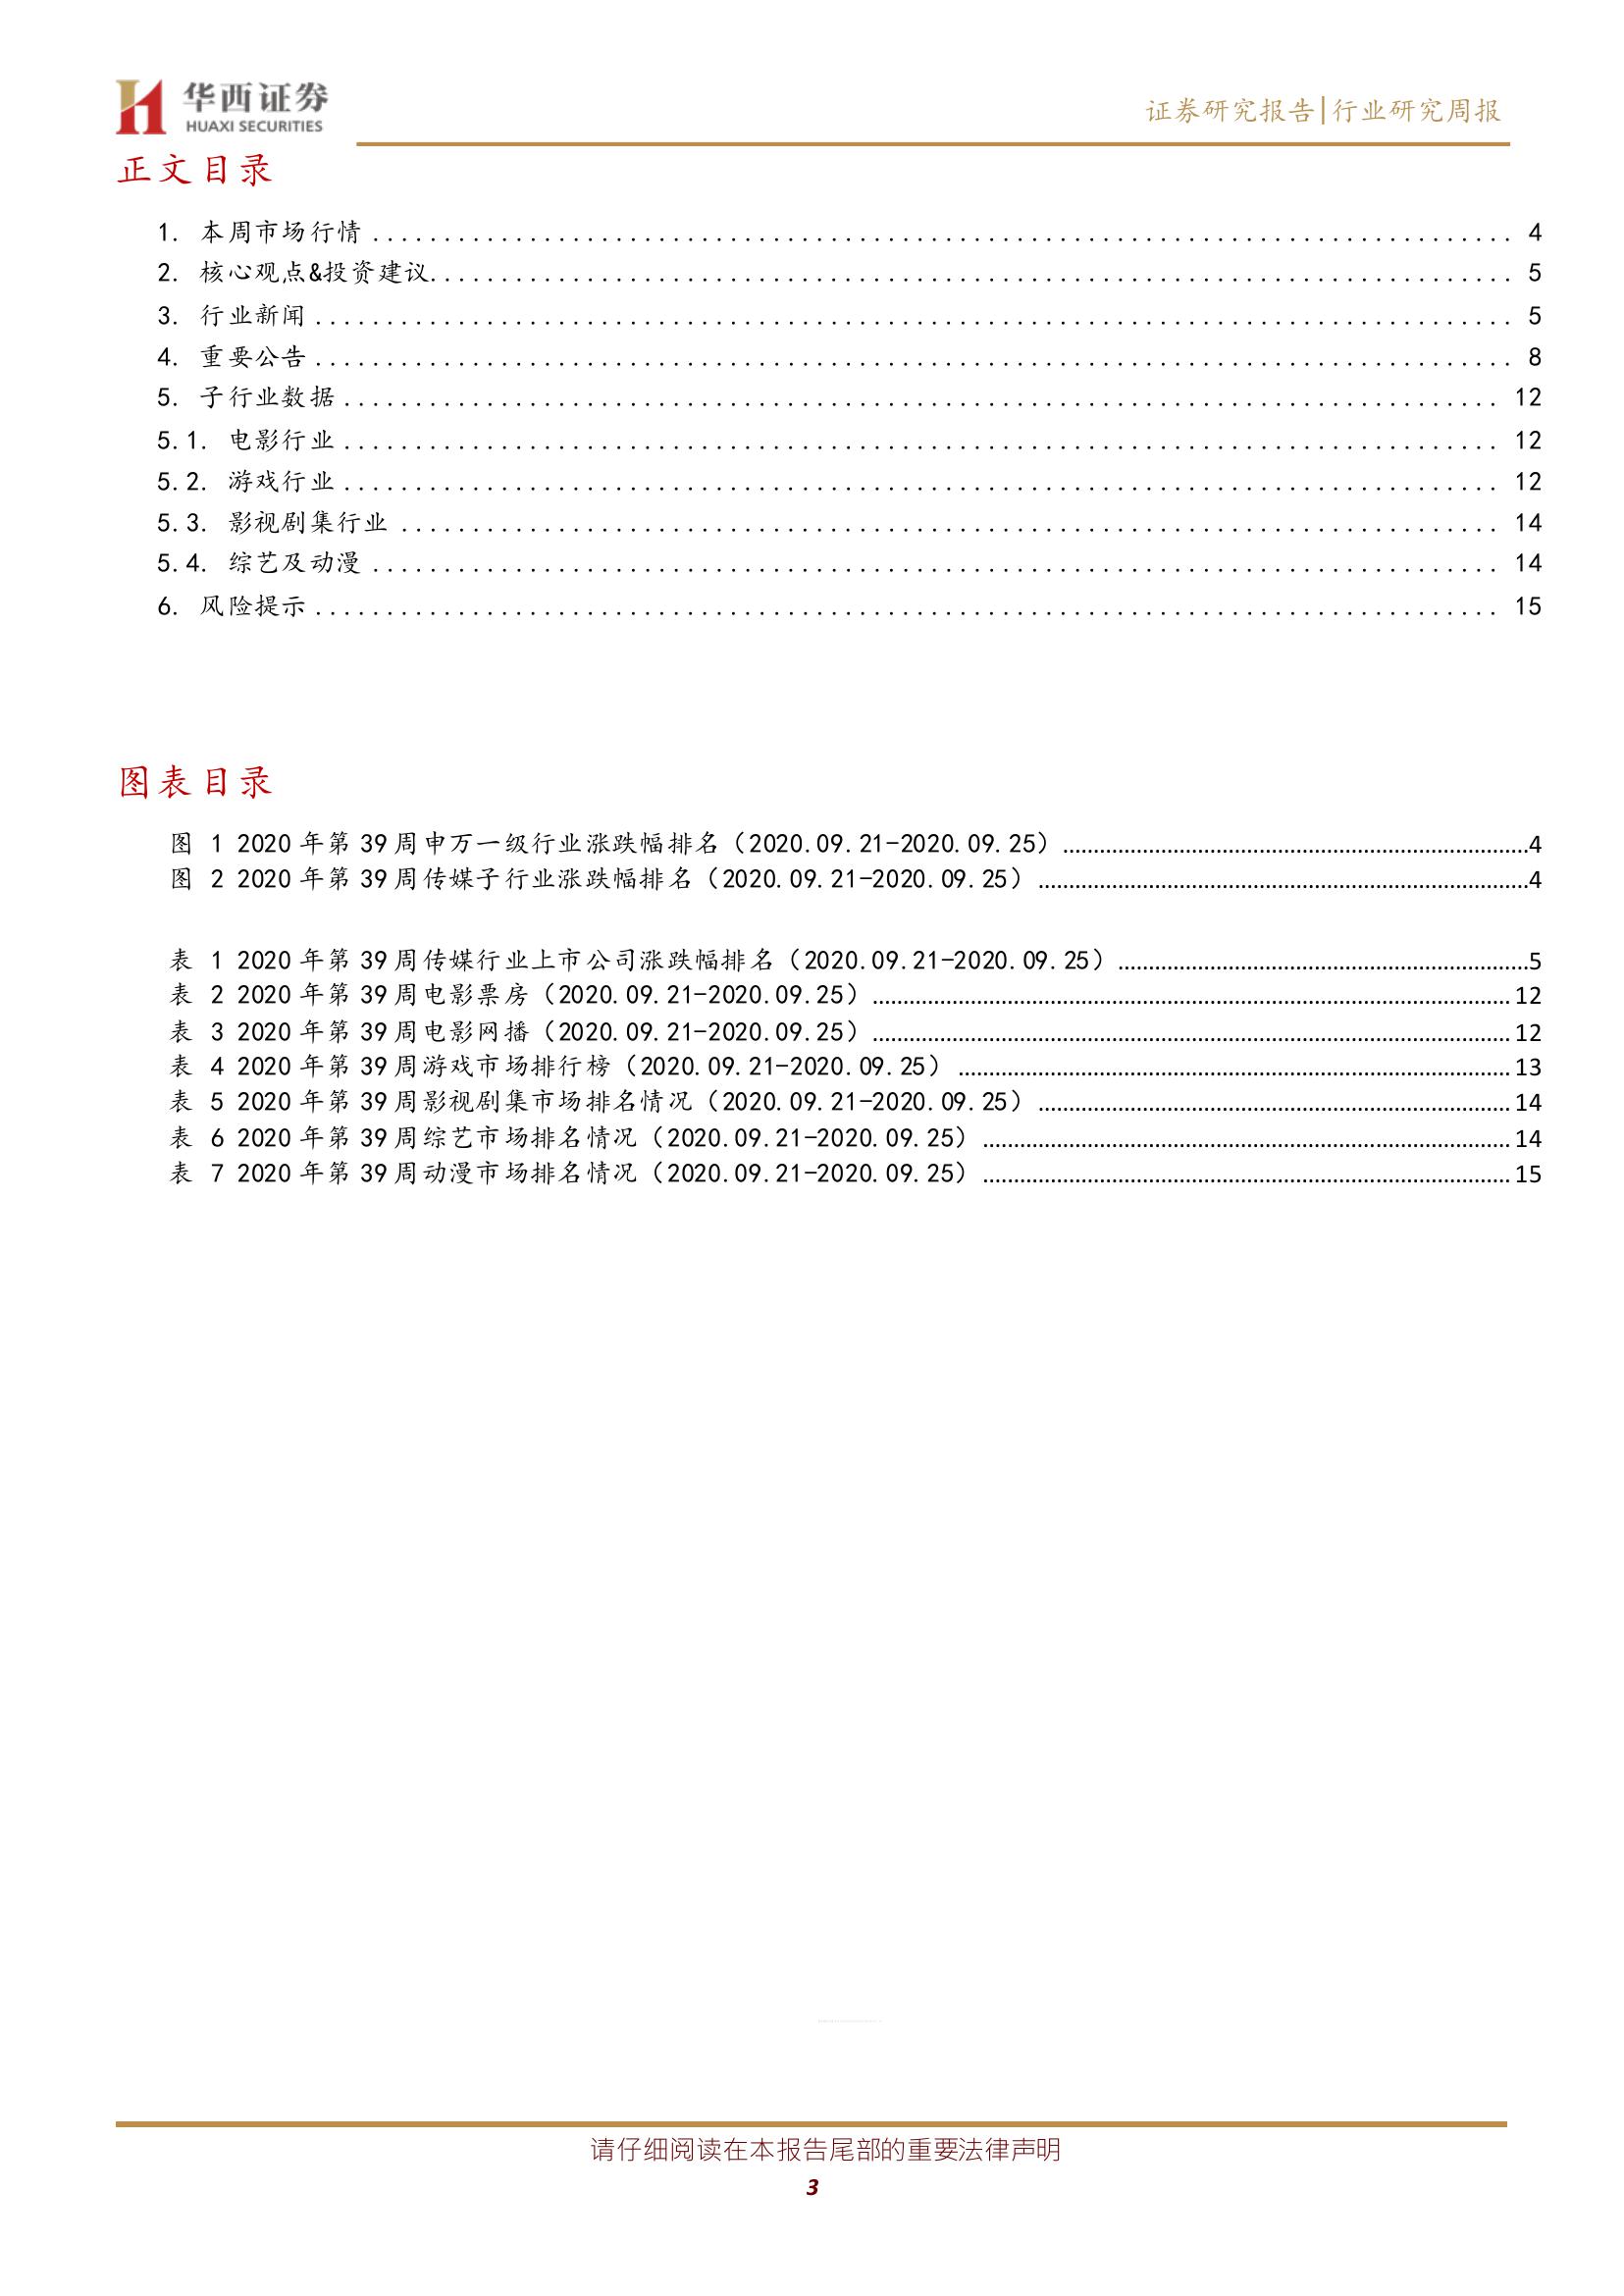 华西证券
HUAXI SECURITIES
证券研究报告|行业研究周报
正文目录
1. 本周市场行情 ........ 4
2. 核心观点&投资建议 ........ 5
3. 行业新闻 ........ 5
4. 重要公告 ........ 8
5. 子行业数据 ........ 12
5.1. 电影行业 ........ 12
5.2. 游戏行业 ........ 12
5.3. 影视剧集行业 ........ 14
5.4. 综艺及动漫 ........ 14
6. 风险提示 ........ 15
图表目录
图 1 2020 年第 39 周申万一级行业涨跌幅排名（2020.09.21-2020.09.25） ........ 4
图 2 2020 年第 39 周传媒子行业涨跌幅排名（2020.09.21-2020.09.25） ........ 4
表 1 2020 年第 39 周传媒行业上市公司涨跌幅排名（2020.09.21-2020.09.25） ........ 5
表 2 2020 年第 39 周电影票房（2020.09.21-2020.09.25） ........ 12
表 3 2020 年第 39 周电影网播（2020.09.21-2020.09.25） ........ 12
表 4 2020 年第 39 周游戏市场排行榜（2020.09.21-2020.09.25） ........ 13
表 5 2020 年第 39 周影视剧集市场排名情况（2020.09.21-2020.09.25） ........ 14
表 6 2020 年第 39 周综艺市场排名情况（2020.09.21-2020.09.25） ........ 14
表 7 2020 年第 39 周动漫市场排名情况（2020.09.21-2020.09.25） ........ 15
请仔细阅读在本报告尾部的重要法律声明
3